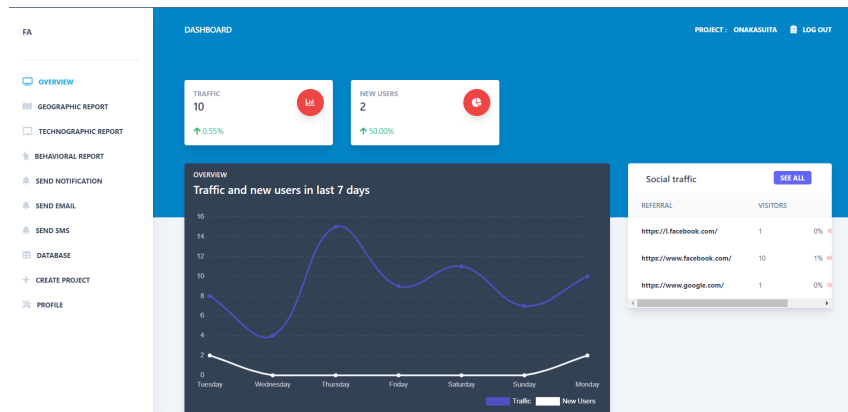 FA
OVERVIEW
GEOGRAPHIC REPORT
TECHNOGRAPHIC REPORT
BEHAVIORAL REPORT
SEND NOTIFICATION
SEND EMAIL
SEND SMS
DATABASE
CREATE PROJECT
PROFILE
DASHBOARD
PROJECT : ONAKASUITA LOG OUT
TRAFFIC
10
0.55%
NEW USERS
2
50.00%
OVERVIEW
Traffic and new users in last 7 days
16
14
12
10
8
6
4
2
0
Tuesday Wednesday Thursday Friday Saturday Sunday Monday
Traffic New Users
Social traffic SEE ALL
REFERRAL VISITORS
https://l.facebook.com/ 1 0%
https://www.facebook.com/ 10 1%
https://www.google.com/ 1 0%